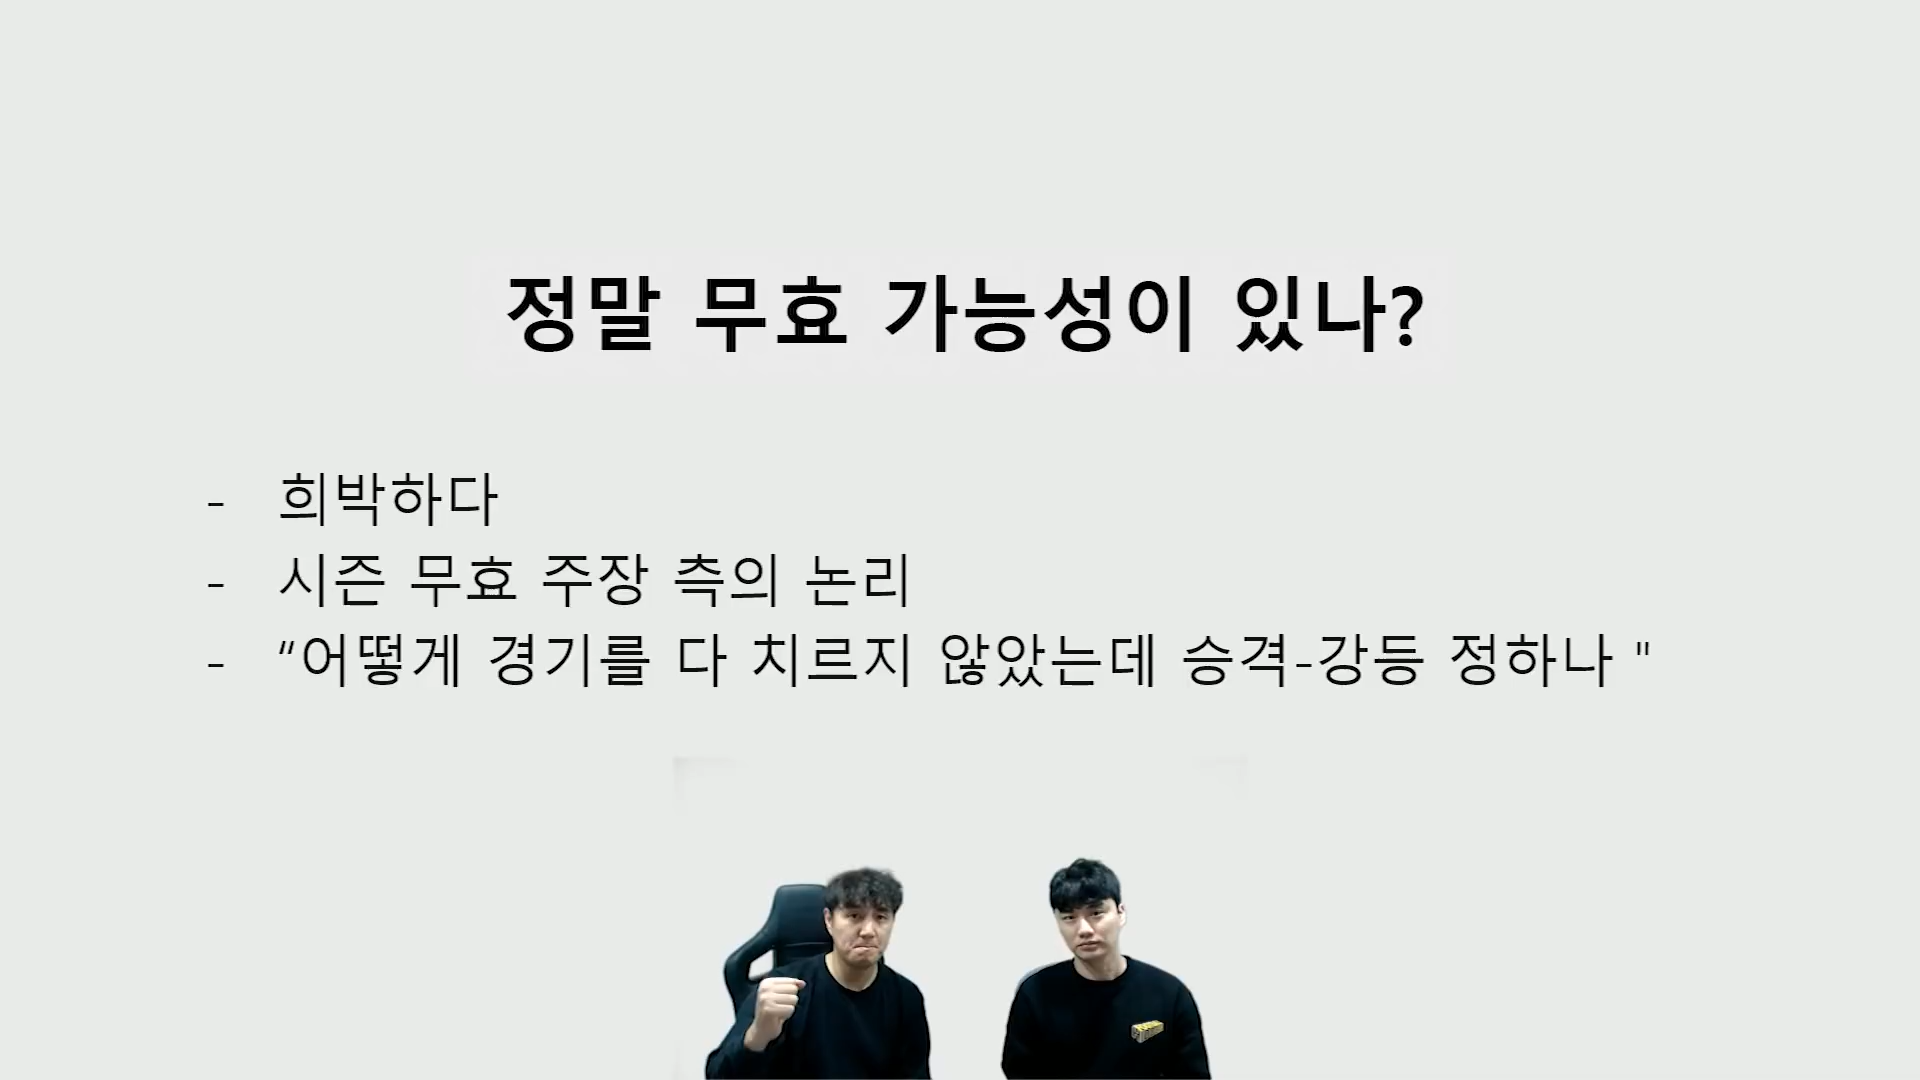 정말 무효 가능성이 있나?
- 희박하다
- 시즌 무효 주장 측의 논리
- “어떻게 경기를 다 치르지 않았는데 승격-강등 정하나 "